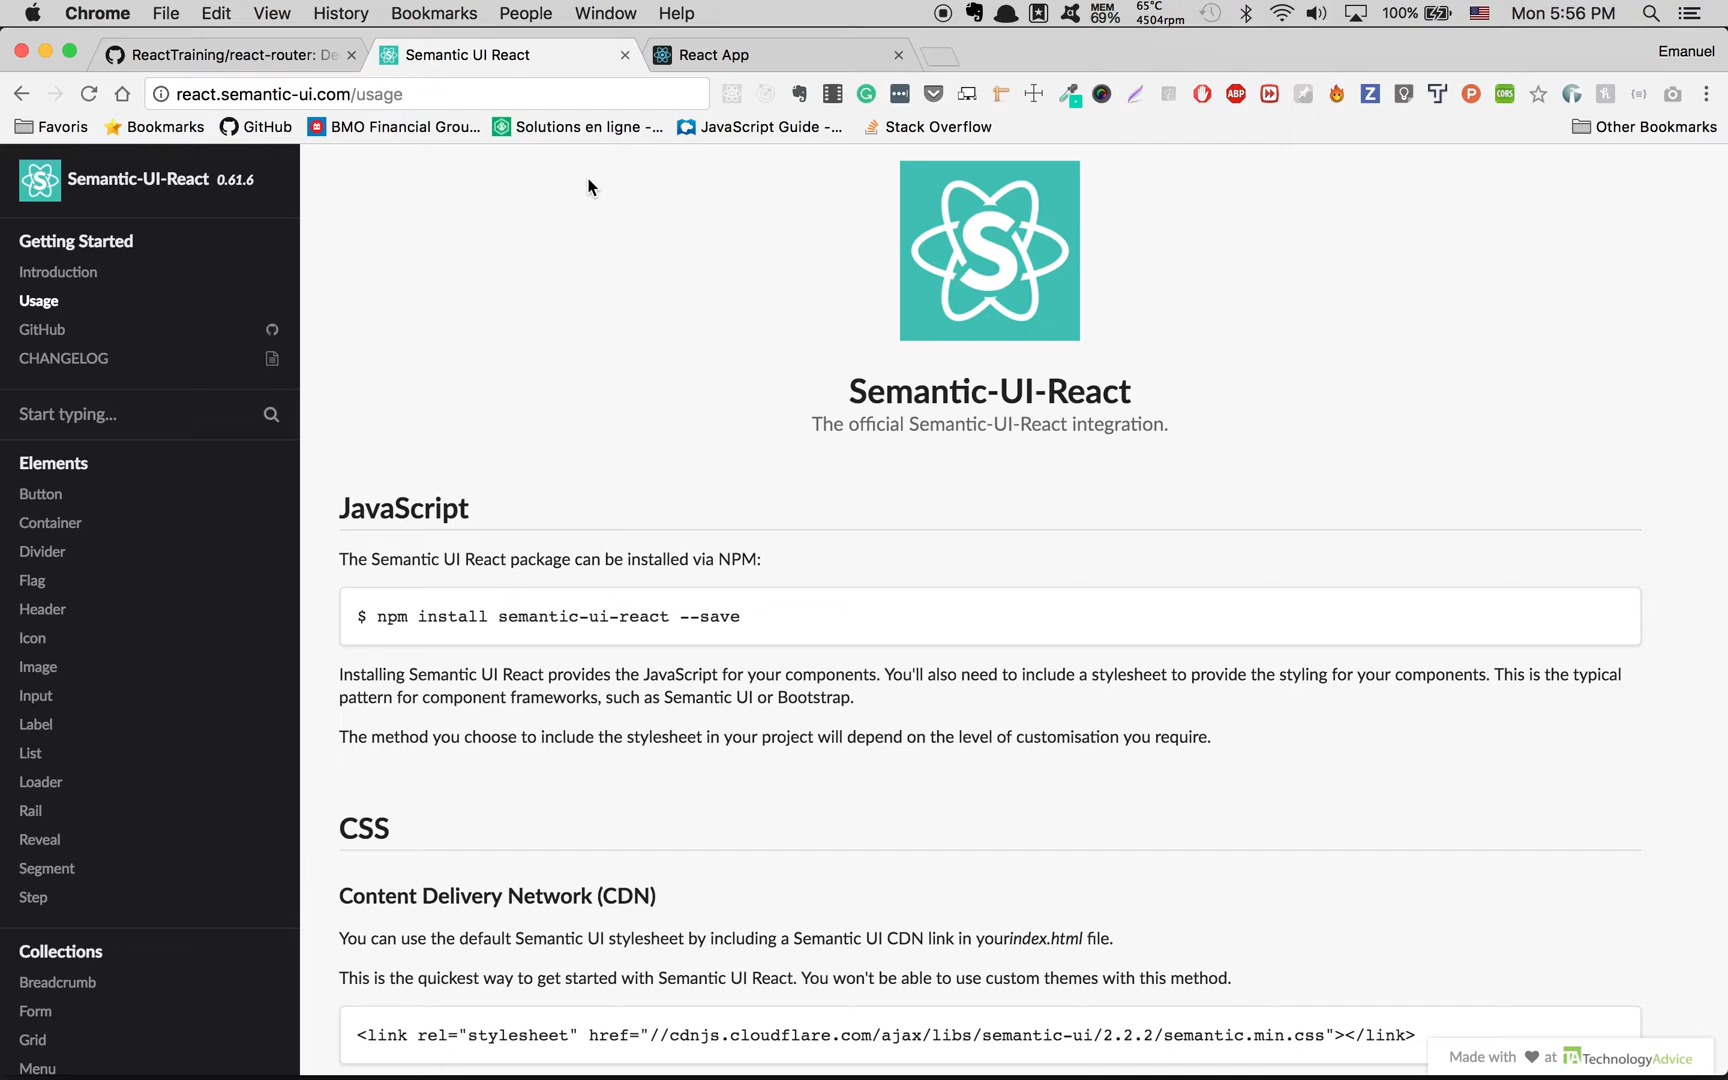 Chrome File Edit View History Bookmarks People Window Help MEM 69% 65°C 4504rpm 100% Mon 5:56 PM
ReactTraining/react-router: De Semantic UI React React App Emanuel
react.semantic-ui.com/usage
Favoris Bookmarks GitHub BMO Financial Grou... Solutions en ligne -... JavaScript Guide -... Stack Overflow Other Bookmarks
Semantic-UI-React 0.61.6
Getting Started
Introduction
Usage
GitHub
CHANGELOG
Start typing...
Elements
Button
Container
Divider
Flag
Header
Icon
Image
Input
Label
List
Loader
Rail
Reveal
Segment
Step
Collections
Breadcrumb
Form
Grid
Menu
Semantic-UI-React
The official Semantic-UI-React integration.
JavaScript
The Semantic UI React package can be installed via NPM:
$ npm install semantic-ui-react --save
Installing Semantic UI React provides the JavaScript for your components. You'll also need to include a stylesheet to provide the styling for your components. This is the typical
pattern for component frameworks, such as Semantic UI or Bootstrap.
The method you choose to include the stylesheet in your project will depend on the level of customisation you require.
CSS
Content Delivery Network (CDN)
You can use the default Semantic UI stylesheet by including a Semantic UI CDN link in yourindex.html file.
This is the quickest way to get started with Semantic UI React. You won't be able to use custom themes with this method.
<link rel="stylesheet" href="//cdnjs.cloudflare.com/ajax/libs/semantic-ui/2.2.2/semantic.min.css"></link>
Made with ♥ at TechnologyAdvice